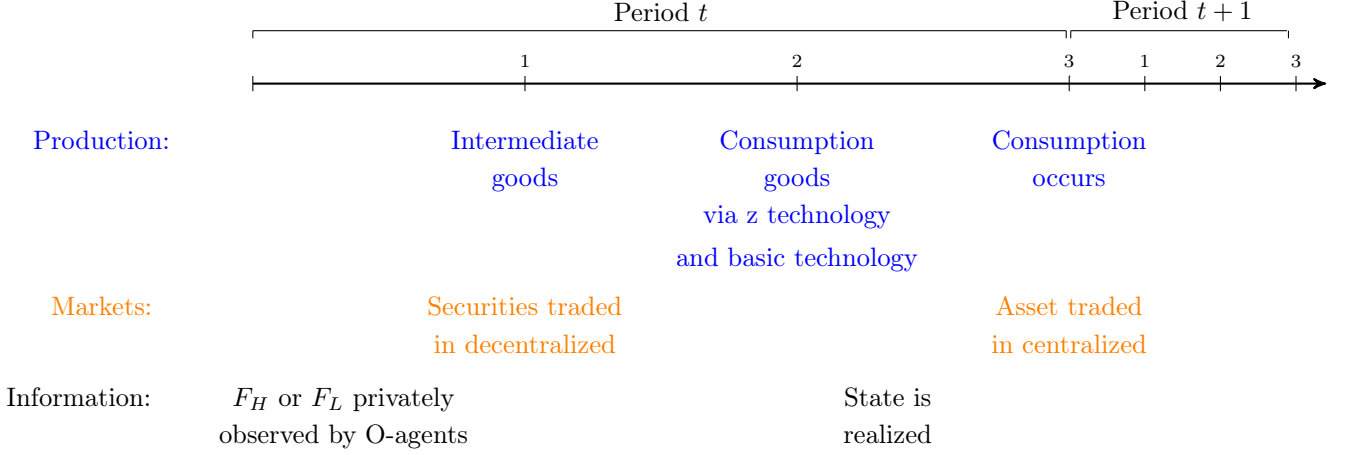 Period t
Period t + 1
1
2
3
1
2
3
Production:
Intermediate
goods
Consumption
goods
via z technology
and basic technology
Consumption
occurs
Markets:
Securities traded
in decentralized
Asset traded
in centralized
Information:
F_H or F_L privately
observed by O-agents
State is
realized